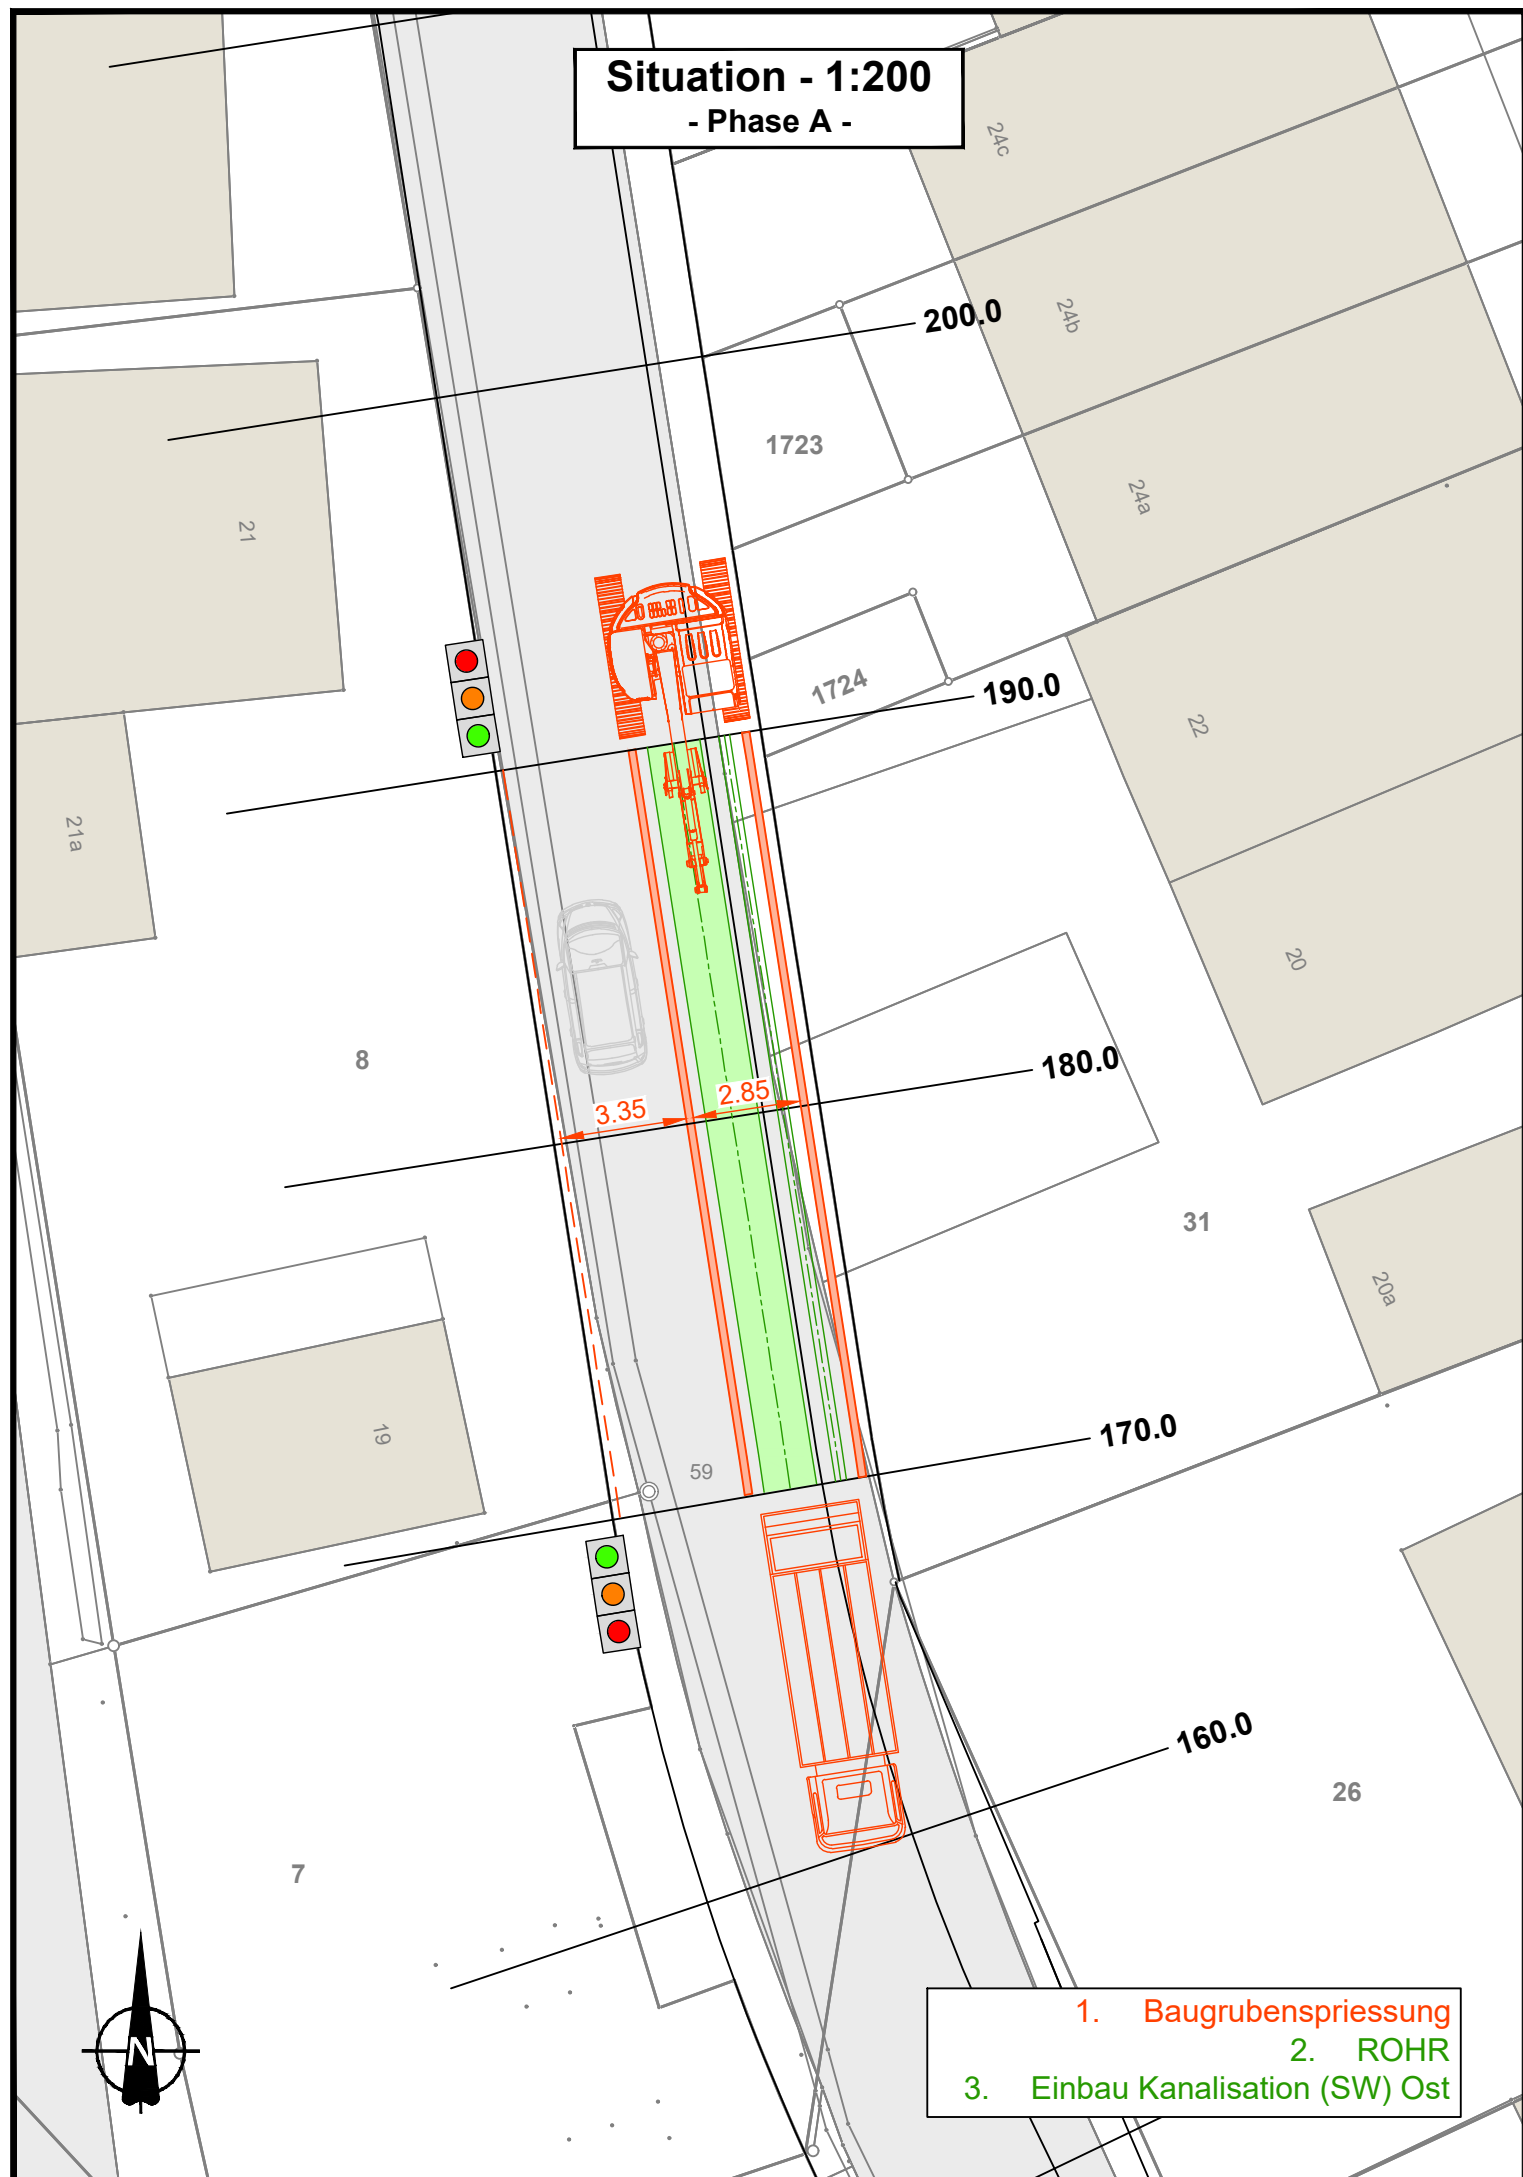 Situation - 1:200
- Phase A -
24c
200.0
24b
1723
24a
21
1724
190.0
22
21a
20
8
180.0
2.85
3.35
31
20a
170.0
19
59
160.0
26
7
N
1. Baugrubenspriessung
2. ROHR
3. Einbau Kanalisation (SW) Ost